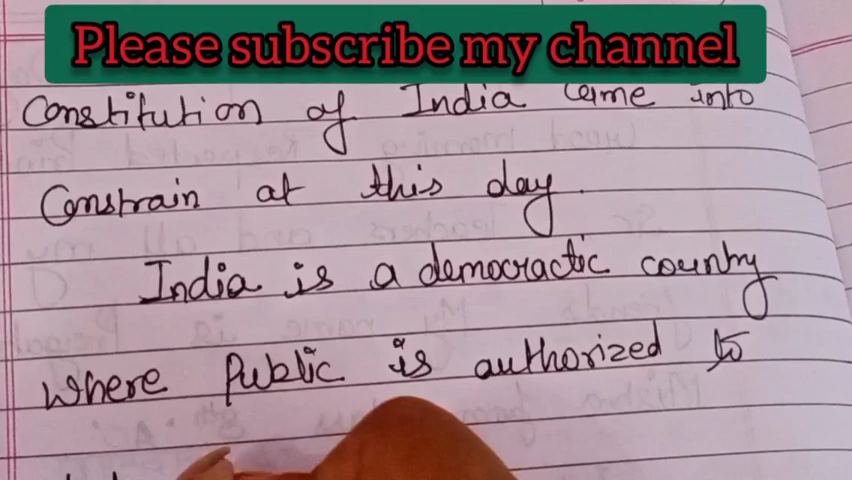 Please subscribe my channel
Constitution of India came into
Constrain at this day.
India is a democractic country
where Public is authorized to